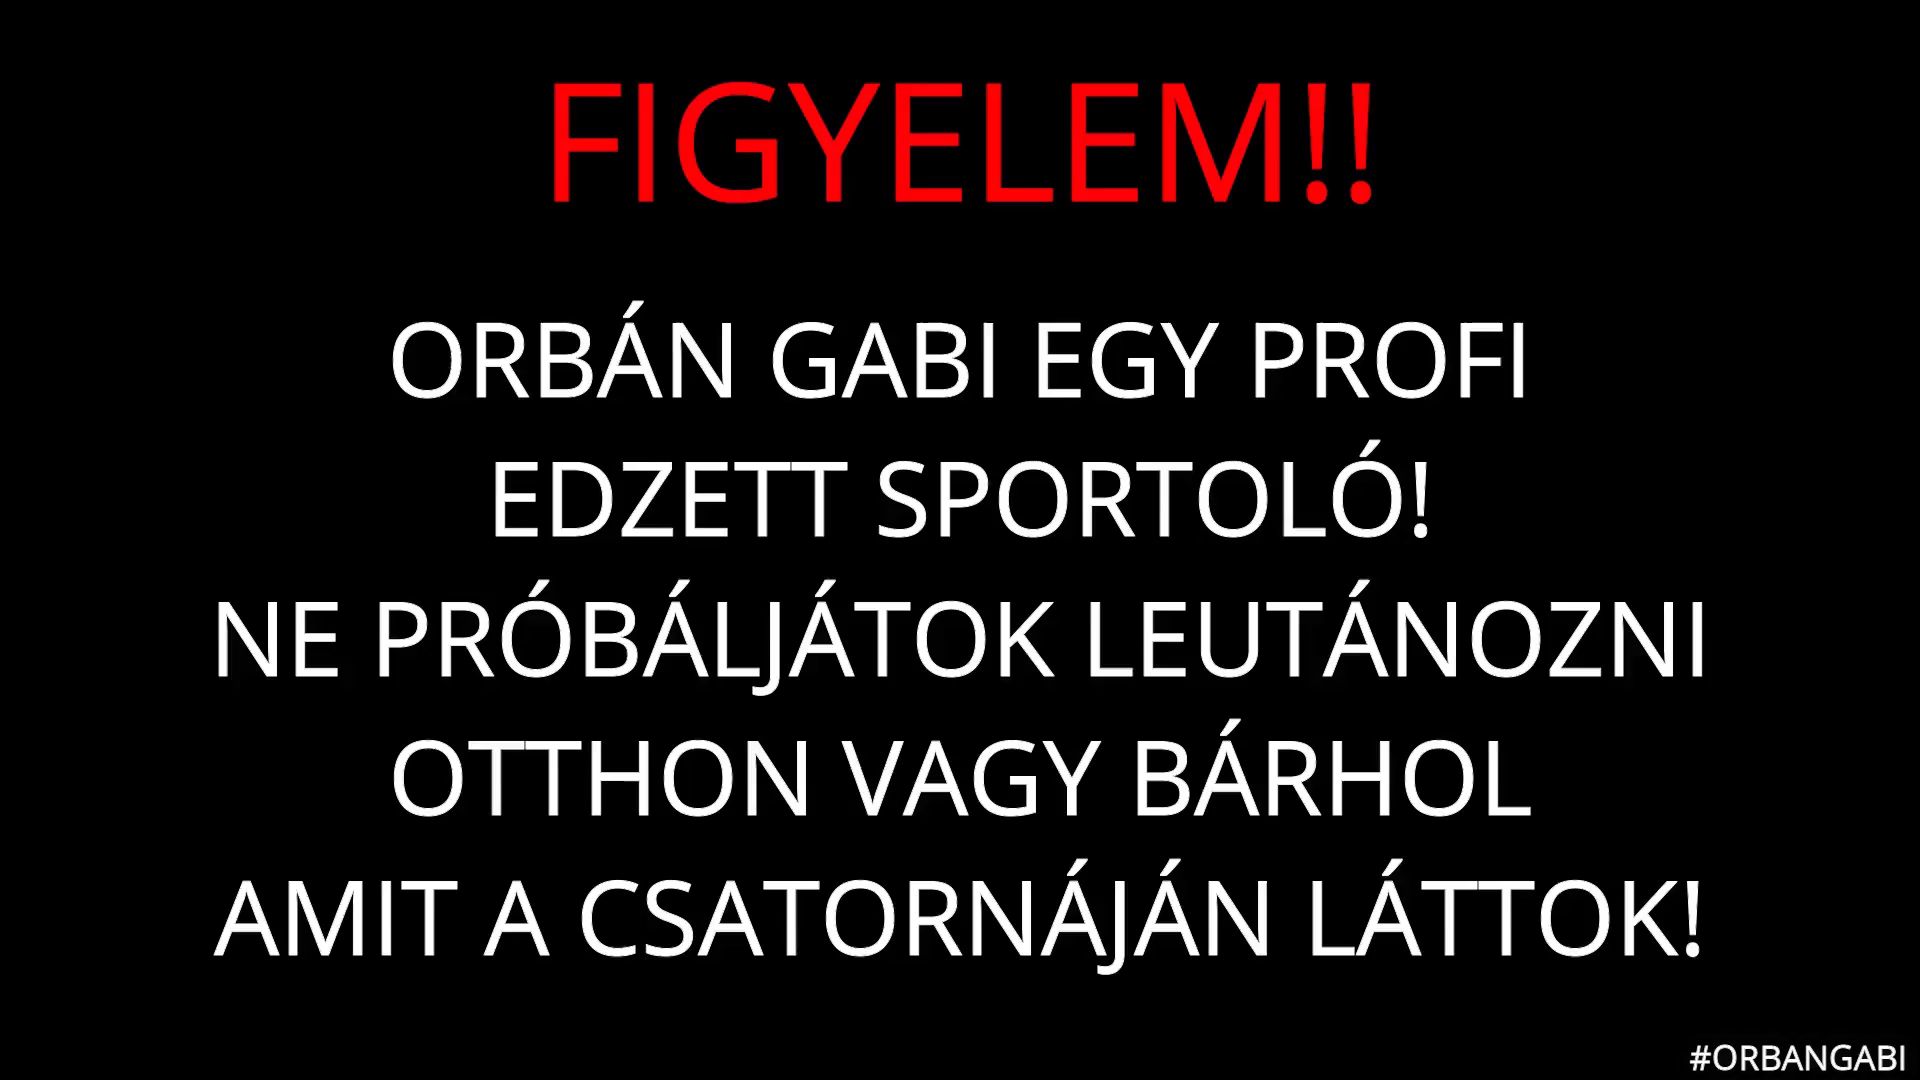 FIGYELEM!!
ORBÁN GABI EGY PROFI
EDZETT SPORTOLÓ!
NE PRÓBÁLJÁTOK LEUTÁNOZNI
OTTHON VAGY BÁRHOL
AMIT A CSATORNÁJÁN LÁTTOK!
#ORBANGABI